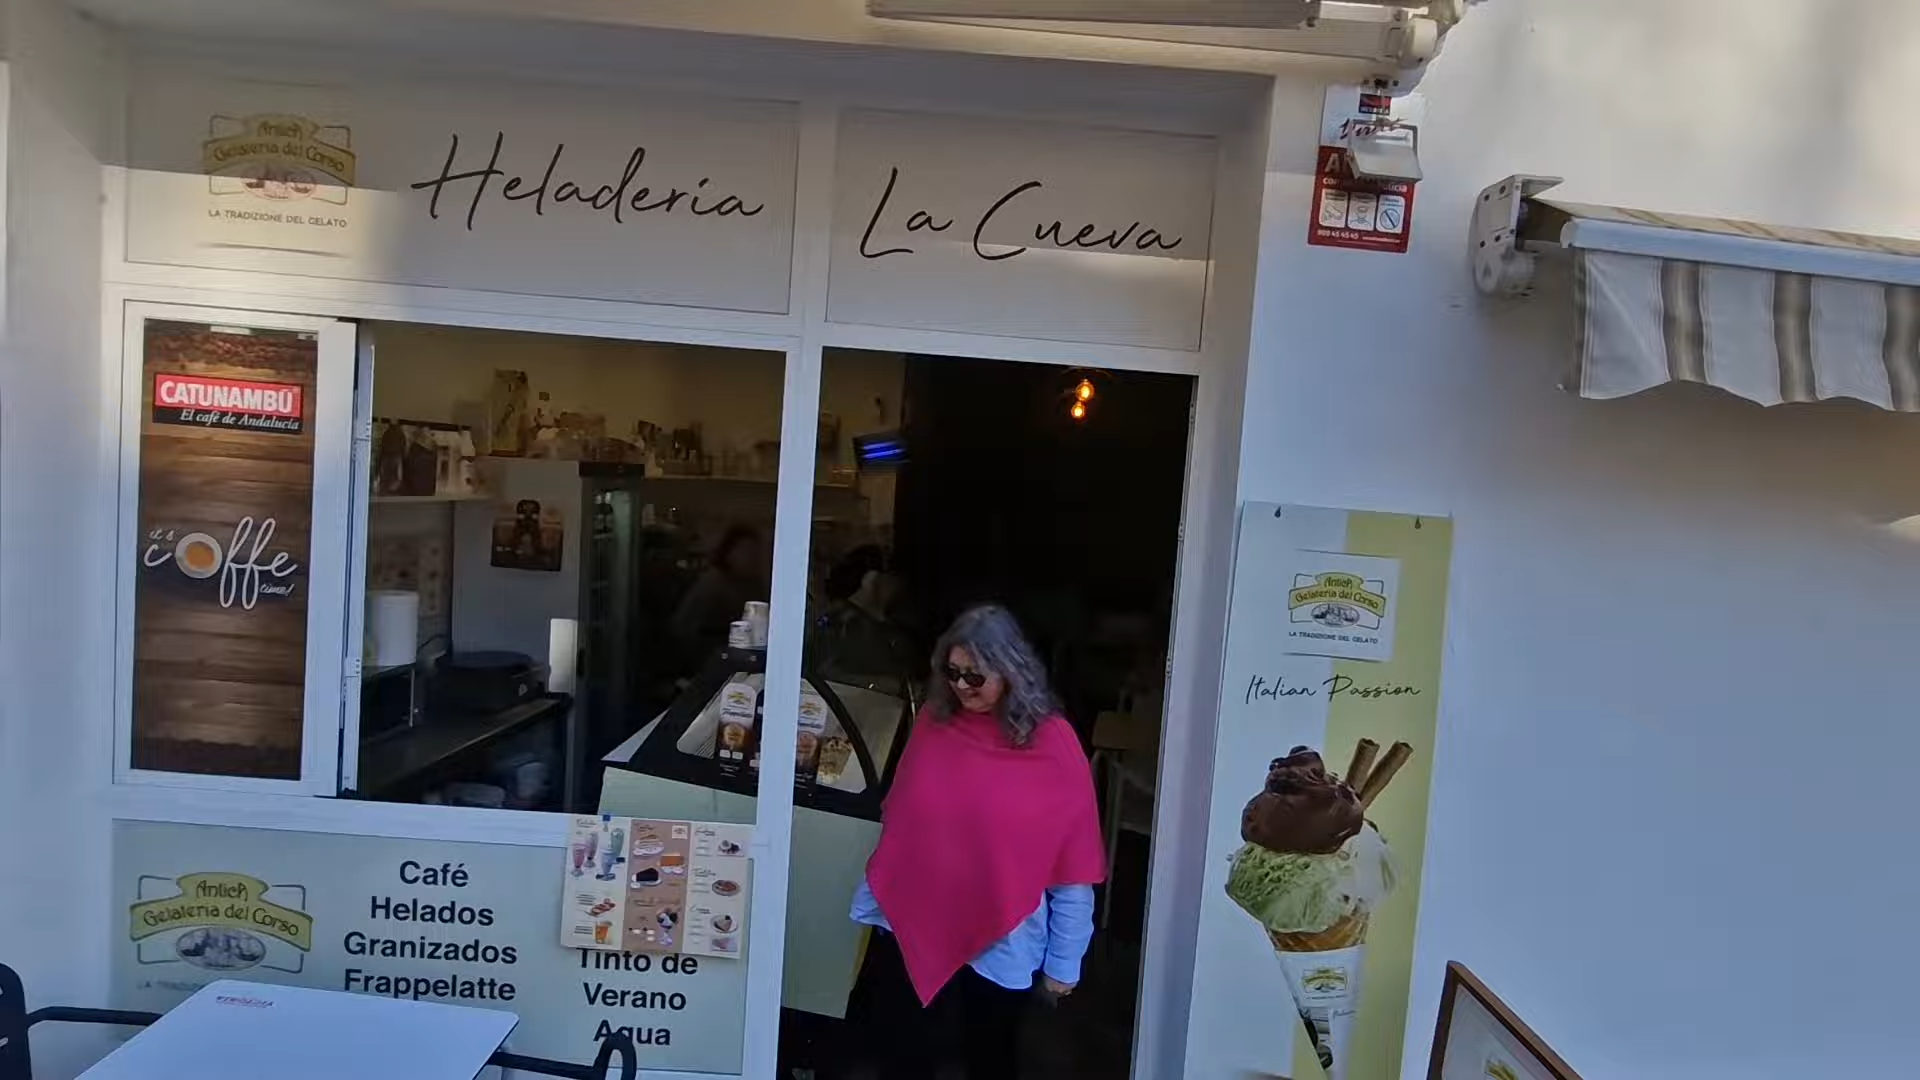 Antica
Gelateria del Corso
LA TRADIZIONE DEL GELATO
Heladería
La Cueva
CATUNAMBÚ
El café de Andalucía
it's
coffee
time!
Antica
Gelateria del Corso
LA TRADIZIONE DEL GELATO
Italian Passion
Antica
Gelateria del Corso
Café
Helados
Granizados
Frappelatte
Tinto de
Verano
Agua